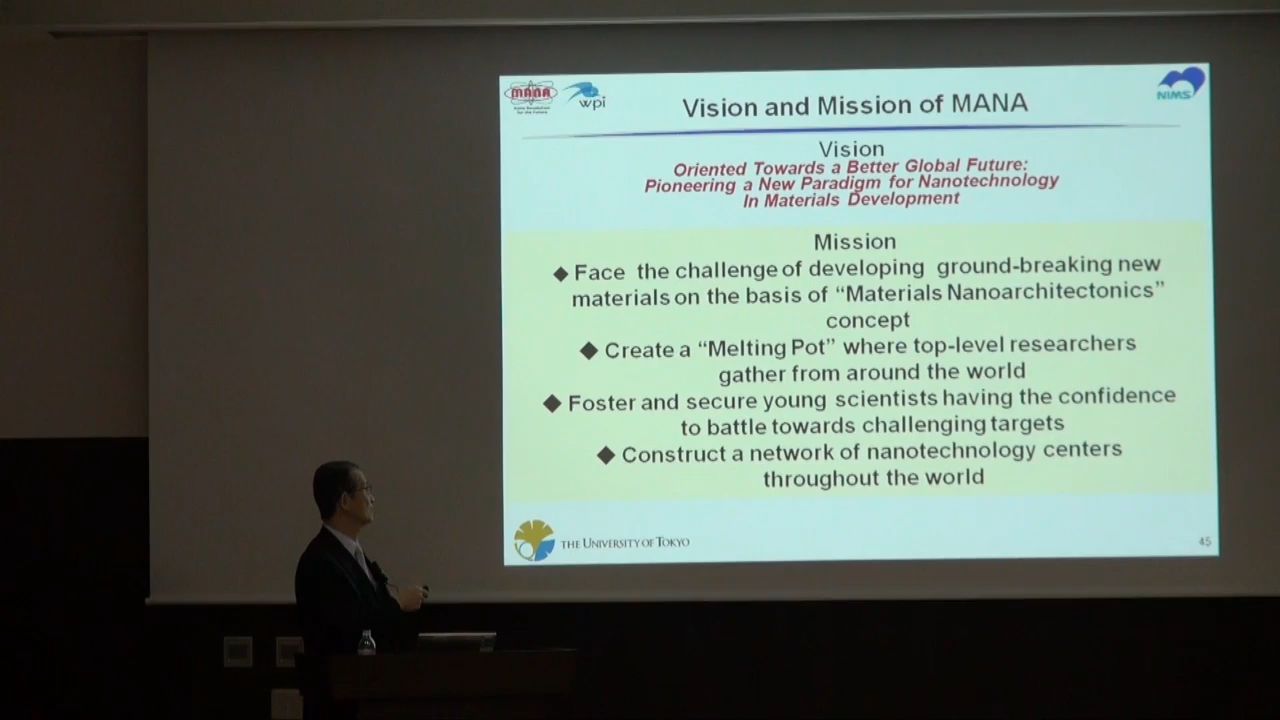 MANA
wpi
Vision and Mission of MANA
NIMS
Vision
Oriented Towards a Better Global Future:
Pioneering a New Paradigm for Nanotechnology
In Materials Development
Mission
◆ Face the challenge of developing ground-breaking new
materials on the basis of “Materials Nanoarchitectonics”
concept
◆ Create a “Melting Pot” where top-level researchers
gather from around the world
◆ Foster and secure young scientists having the confidence
to battle towards challenging targets
◆ Construct a network of nanotechnology centers
throughout the world
THE UNIVERSITY OF TOKYO
45